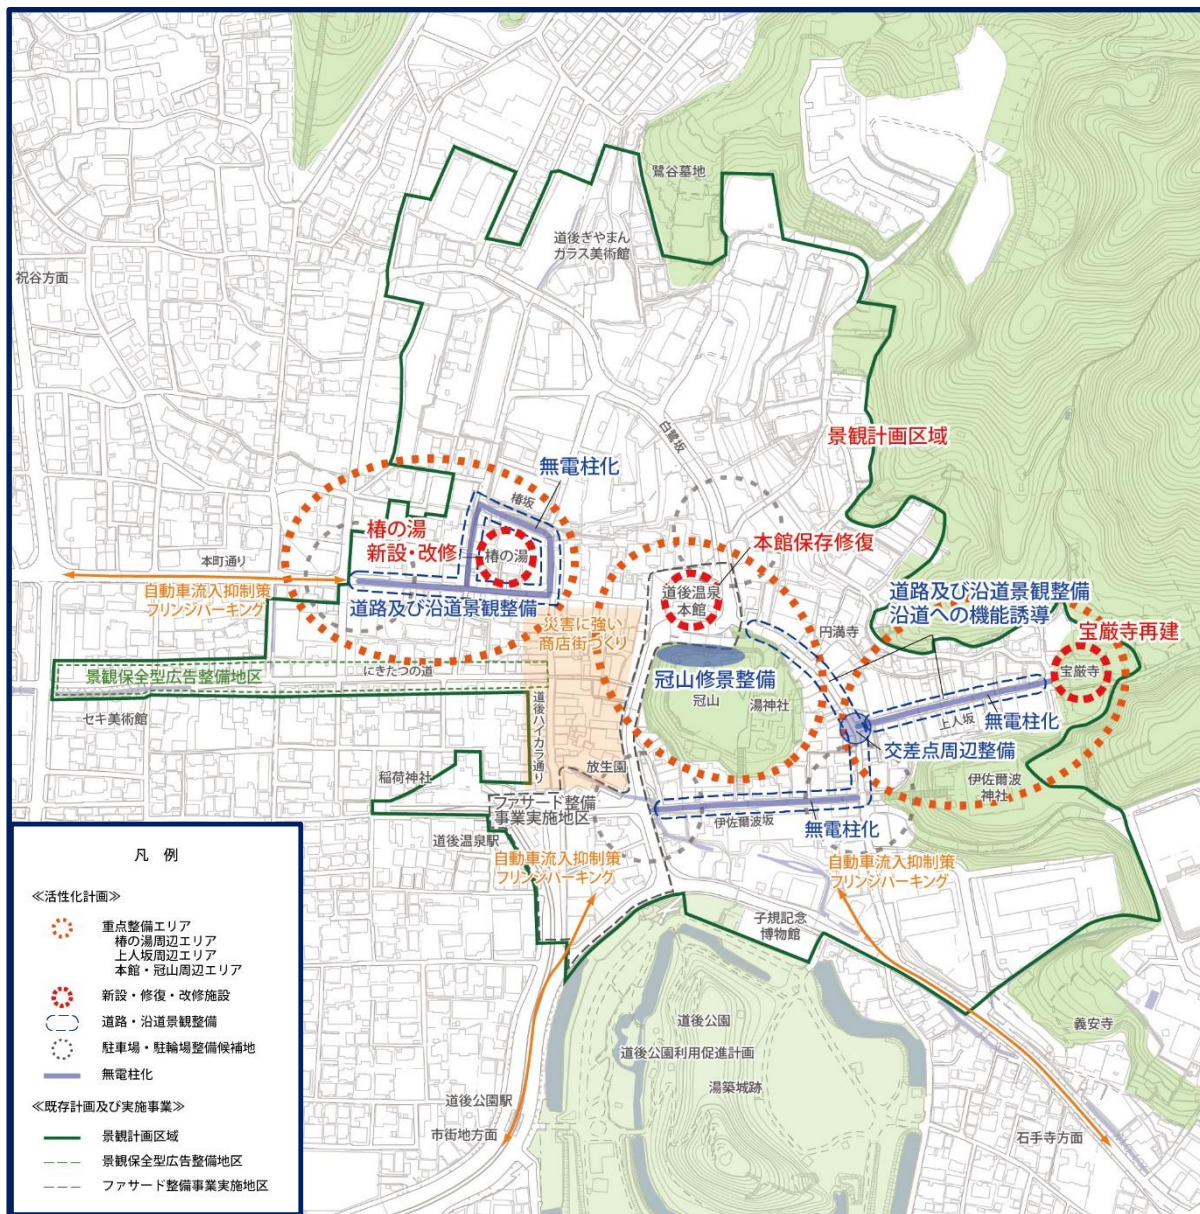 鷺谷墓地
道後ぎやまん
ガラス美術館
祝谷方面
白鷺坂
景観計画区域
無電柱化
椿坂
椿の湯
新設・改修
椿の湯
本館保存修復
本町通り
道後温泉
本館
自動車流入抑制策
フリンジパーキング
道路及び沿道景観整備
災害に強い
商店街づくり
道路及び沿道景観整備
沿道への機能誘導
円満寺
宝厳寺再建
宝厳寺
景観保全型広告整備地区
にきたつの道
冠山修景整備
冠山
湯神社
上人坂
無電柱化
セキ美術館
道後ハイカラ通り
交差点周辺整備
稲荷神社
放生園
伊佐爾波
神社
ファサード整備
事業実施地区
伊佐爾波坂
無電柱化
道後温泉駅
自動車流入抑制策
フリンジパーキング
自動車流入抑制策
フリンジパーキング
子規記念
博物館
道後公園
道後公園利用促進計画
湯築城跡
義安寺
道後公園駅
市街地方面
石手寺方面
凡 例
≪活性化計画≫
重点整備エリア
椿の湯周辺エリア
上人坂周辺エリア
本館・冠山周辺エリア
新設・修復・改修施設
道路・沿道景観整備
駐車場・駐輪場整備候補地
無電柱化
≪既存計画及び実施事業≫
景観計画区域
景観保全型広告整備地区
ファサード整備事業実施地区